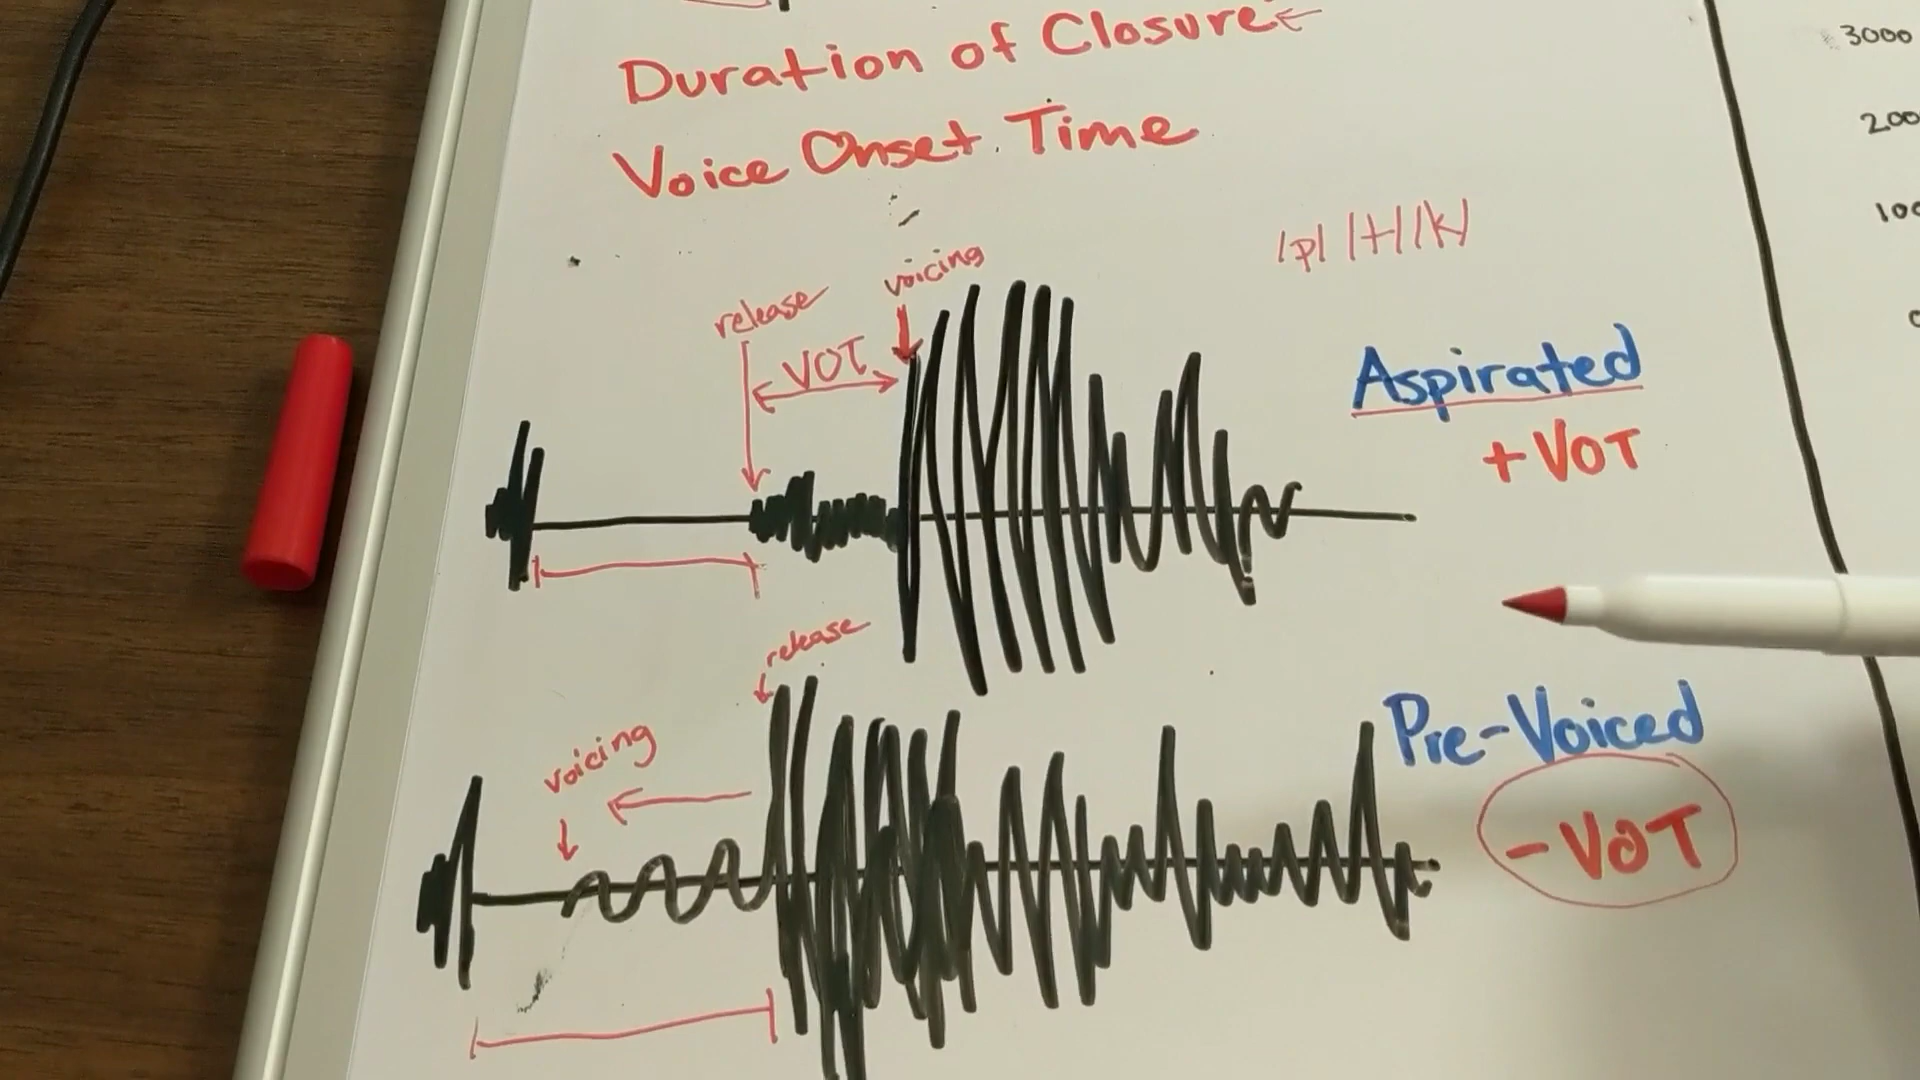 Duration of Closure ←
Voice Onset Time
/p/ /t/ /k/
voicing
release
VOT
Aspirated
+VOT
release
voicing
Pre-Voiced
-VOT
3000